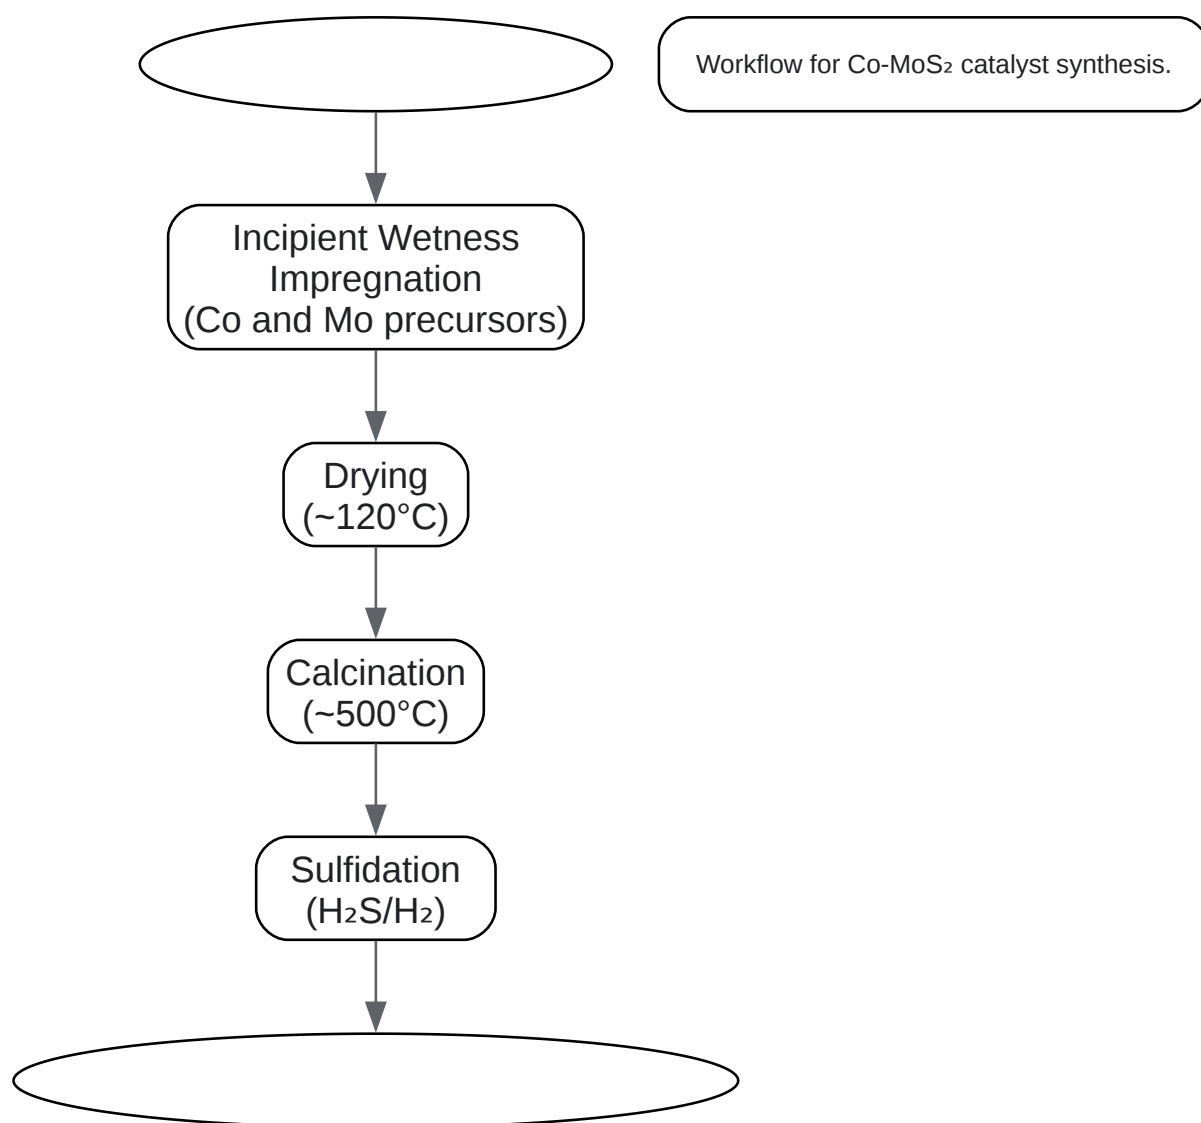 Workflow for Co-MoS₂ catalyst synthesis.
Incipient Wetness
Impregnation
(Co and Mo precursors)
Drying
(~120°C)
Calcination
(~500°C)
Sulfidation
(H₂S/H₂)